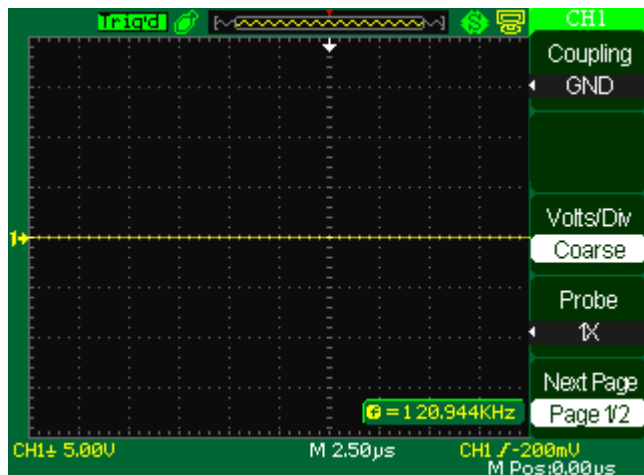 Trig'd
CH1
Coupling
GND
Volts/Div
Coarse
Probe
1X
Next Page
Page 1/2
1
f=120.944KHz
CH1± 5.00V M 2.50µs CH1 -200mV
M Pos:0.00µs